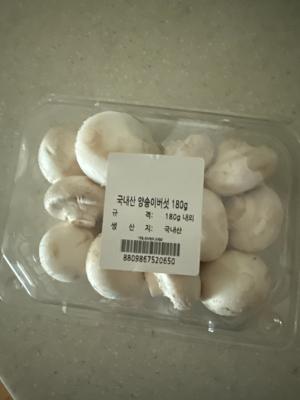 국내산 양송이버섯 180g
규 격: 180g 내외
생 산 지: 국내산
8809867520650